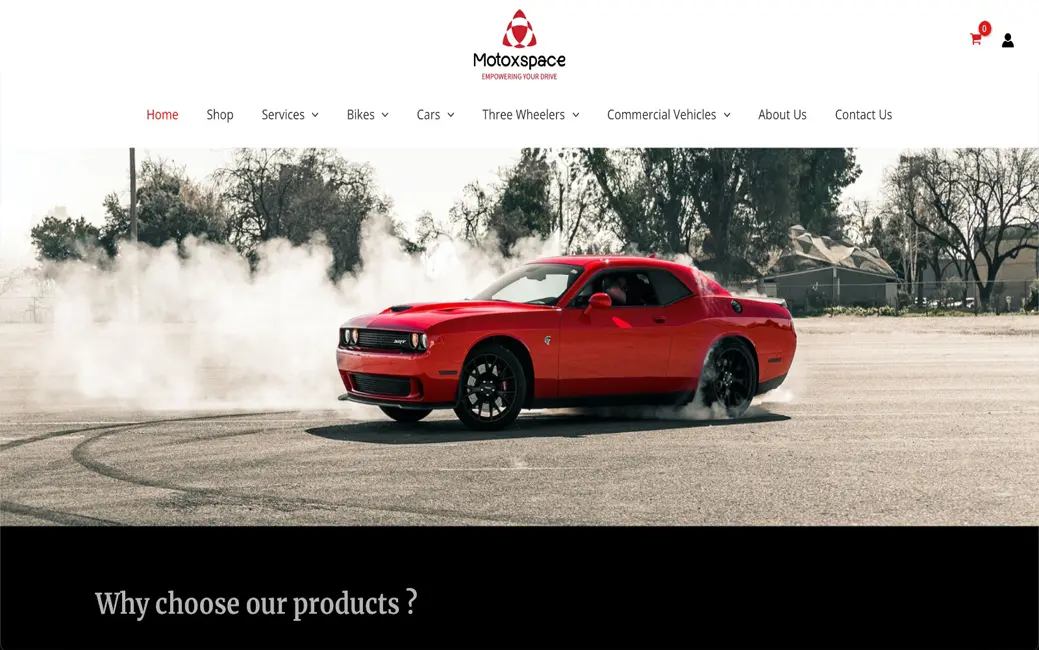 0
Motoxspace
EMPOWERING YOUR DRIVE
Home Shop Services Bikes Cars Three Wheelers Commercial Vehicles About Us Contact Us
SRT
Why choose our products ?